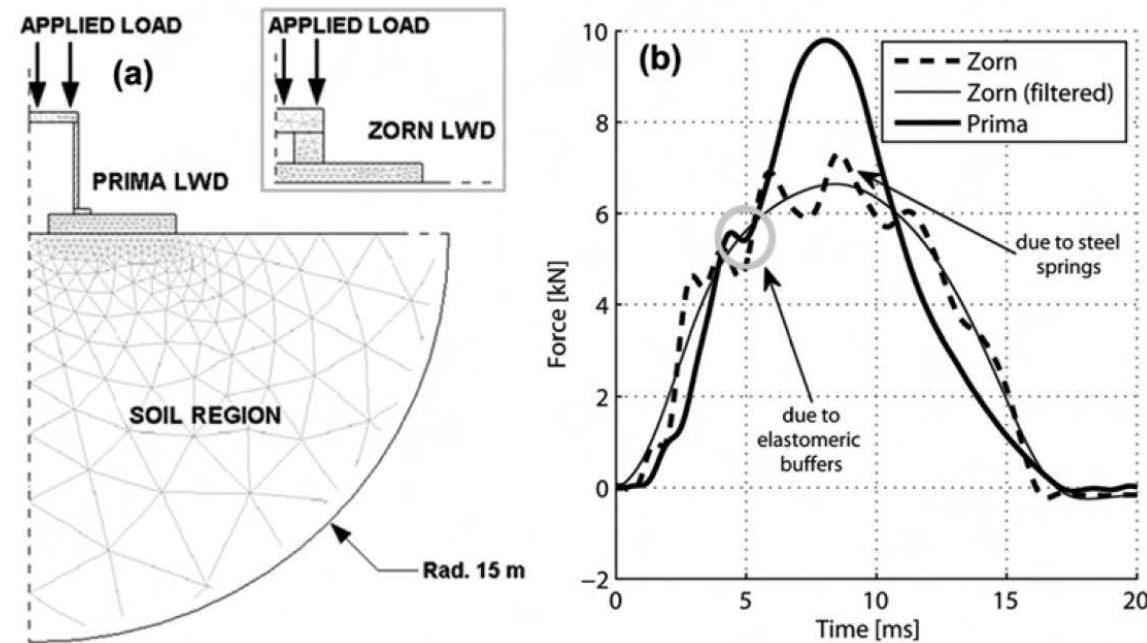 APPLIED LOAD
(a)
PRIMA LWD
APPLIED LOAD
ZORN LWD
SOIL REGION
Rad. 15 m
(b)
Zorn
Zorn (filtered)
Prima
due to steel
springs
due to
elastomeric
buffers
Force [kN]
10
8
6
4
2
0
−2
0
5
10
15
20
Time [ms]